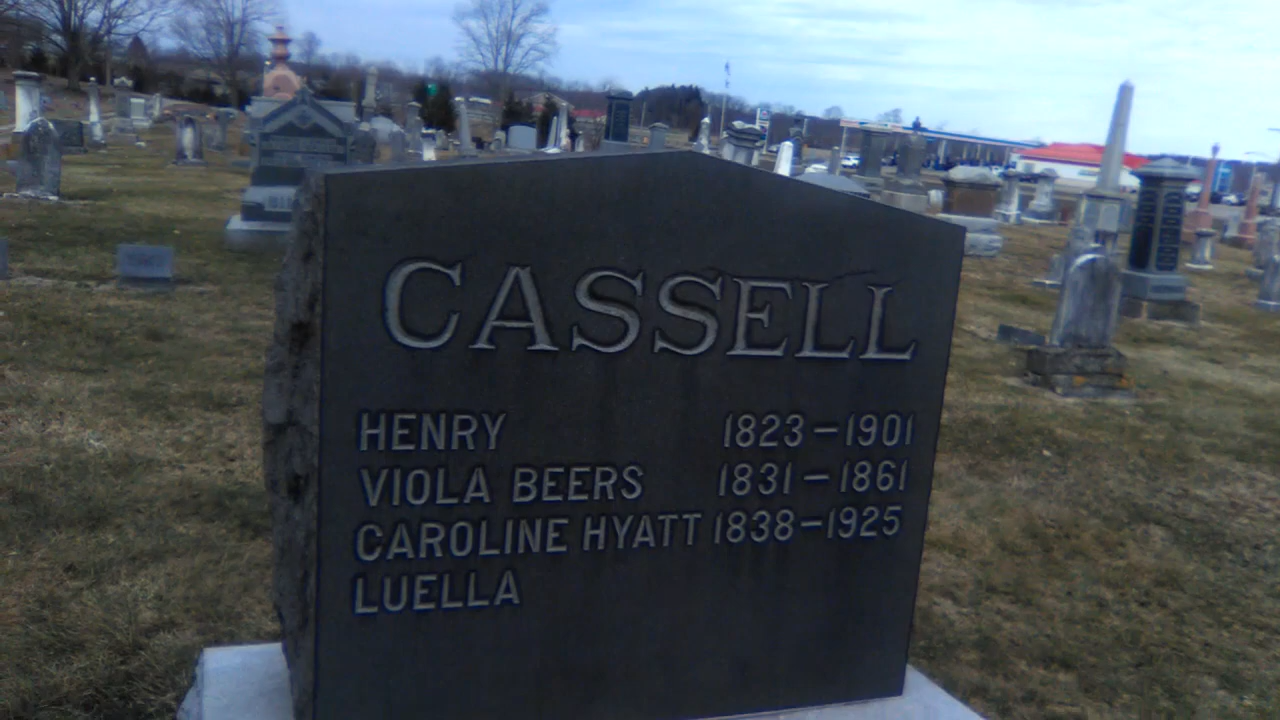 CASSELL
HENRY 1823–1901
VIOLA BEERS 1831–1861
CAROLINE HYATT 1838–1925
LUELLA